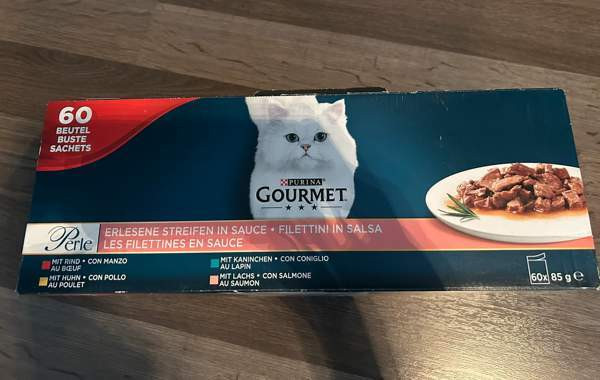 60
BEUTEL
BUSTE
SACHETS
PURINA
GOURMET
Perle
ERLESENE STREIFEN IN SAUCE • FILETTINI IN SALSA
LES FILETTINES EN SAUCE
MIT RIND • CON MANZO
AU BŒUF
MIT HUHN • CON POLLO
AU POULET
MIT KANINCHEN • CON CONIGLIO
AU LAPIN
MIT LACHS • CON SALMONE
AU SAUMON
60x 85 g ℮